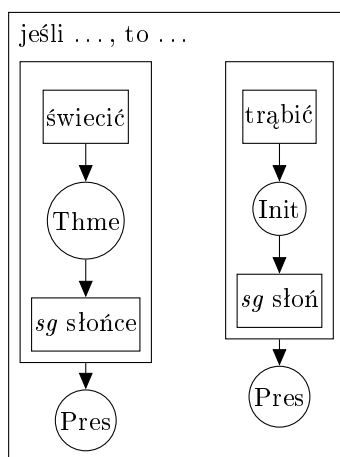 jeśli ..., to ...
świecić
Thme
sg słońce
Pres
trąbić
Init
sg słoń
Pres